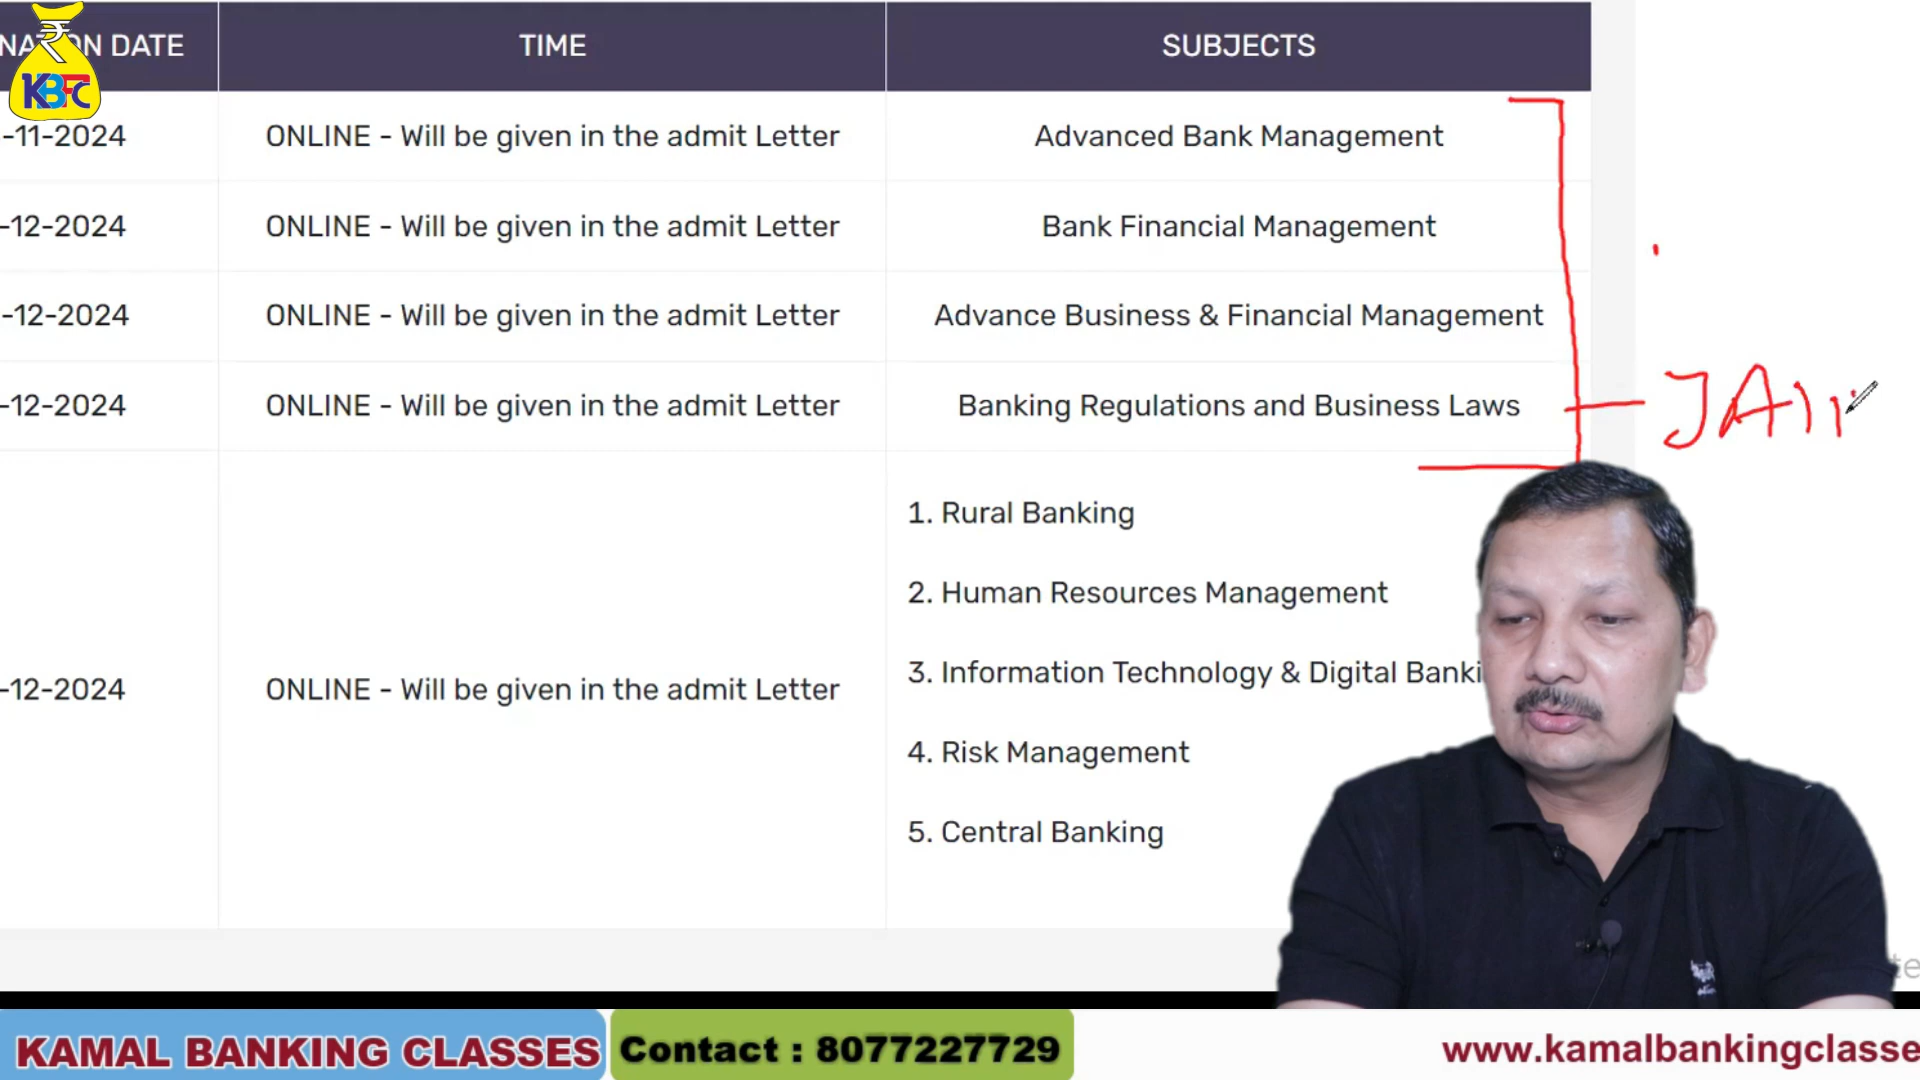 NATION DATE TIME SUBJECTS
₹
KBFC
-11-2024 ONLINE - Will be given in the admit Letter Advanced Bank Management
-12-2024 ONLINE - Will be given in the admit Letter Bank Financial Management
-12-2024 ONLINE - Will be given in the admit Letter Advance Business & Financial Management
-12-2024 ONLINE - Will be given in the admit Letter Banking Regulations and Business Laws
JAII
1. Rural Banking
2. Human Resources Management
3. Information Technology & Digital Banki
-12-2024 ONLINE - Will be given in the admit Letter
4. Risk Management
5. Central Banking
te
KAMAL BANKING CLASSES Contact : 8077227729 www.kamalbankingclasse